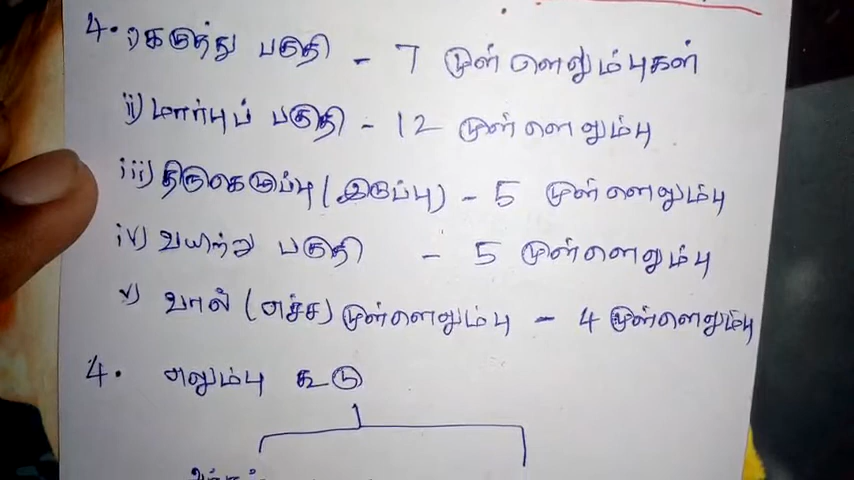 4. i) கழுத்து பகுதி - 7 முள்ளெலும்புகள்
ii) மார்புப் பகுதி - 12 முள்ளெலும்பு
iii) திருகெடும்பு (இடுப்பு) - 5 முள்ளெலும்பு
iv) வயிற்று பகுதி - 5 முள்ளெலும்பு
v) வால் (எச்ச) முள்ளெலும்பு - 4 முள்ளெலும்பு
4. எலும்பு கூடு